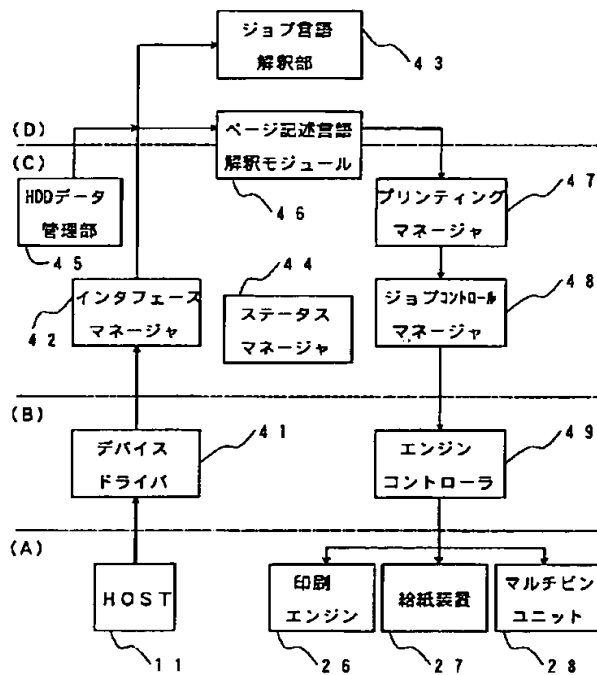 ジョブ言語
解釈部
43
(D)
ページ記述言語
解釈モジュール
46
(C)
HDDデータ
管理部
45
プリンティング
マネージャ
47
44
インタフェース
マネージャ
42
ステータス
マネージャ
ジョブコントロール
マネージャ
48
(B)
デバイス
ドライバ
41
エンジン
コントローラ
49
(A)
HOST
11
印刷
エンジン
26
給紙装置
27
マルチビン
ユニット
28